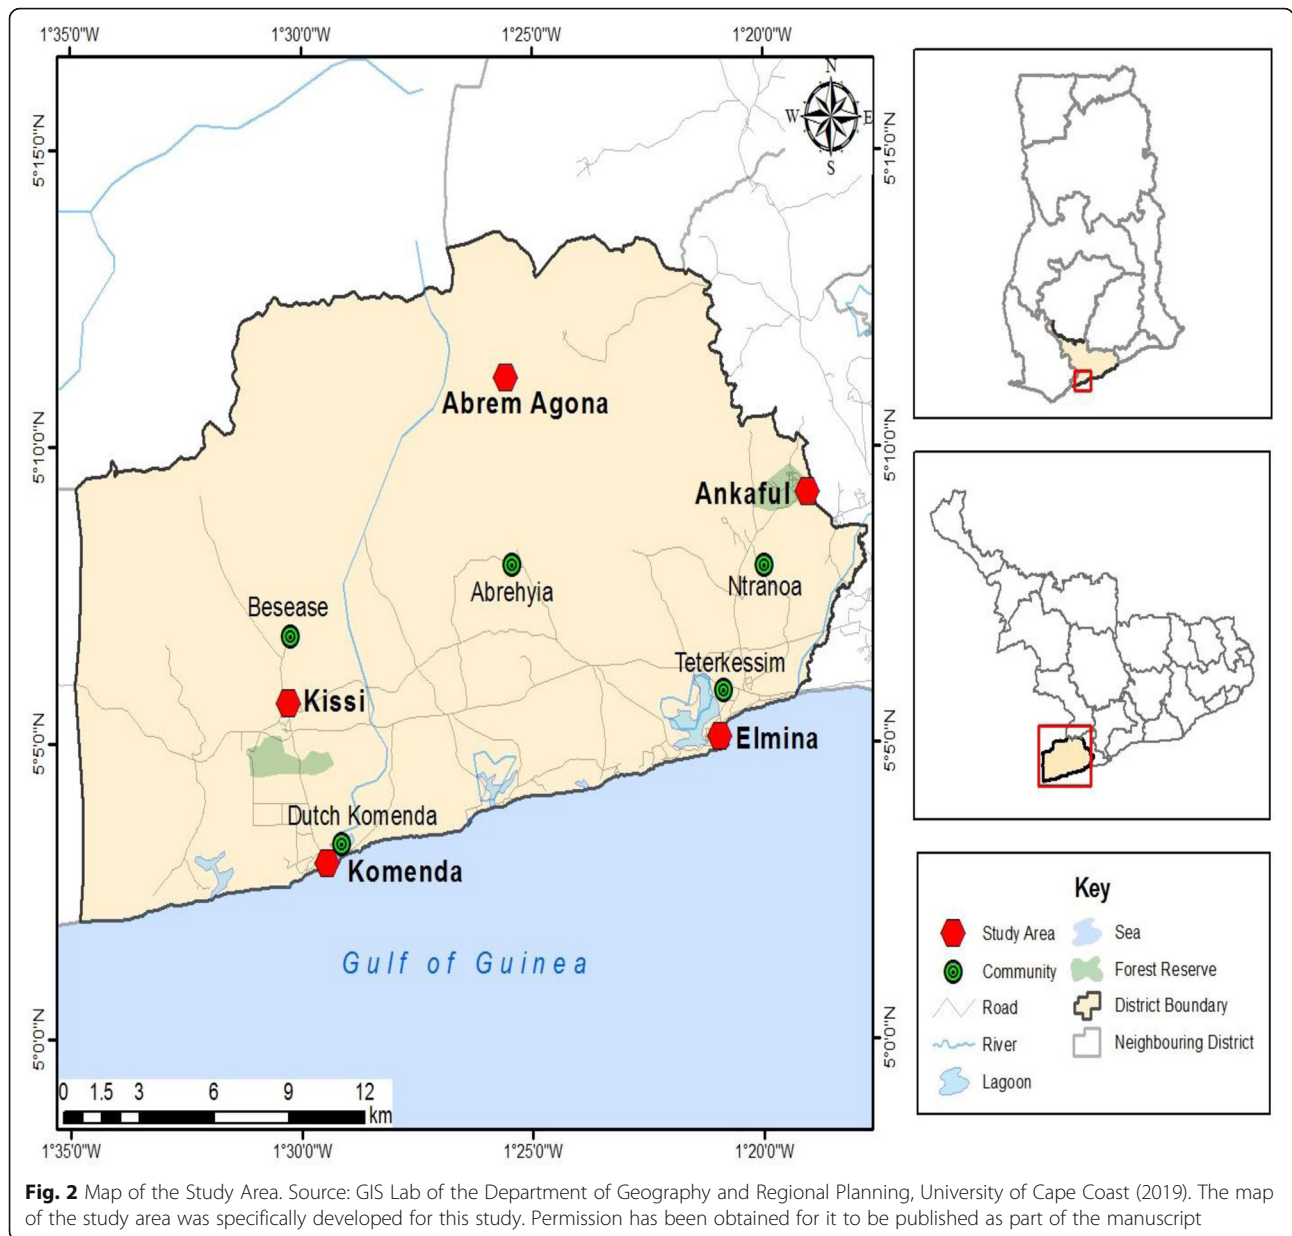 1°35'0"W 1°30'0"W 1°25'0"W 1°20'0"W
N
W E
S
5°15'0"N 5°15'0"N
Abrem Agona
5°10'0"N 5°10'0"N
Ankaful
Abrehyia
Ntranoa
Besease
Teterkessim
Kissi
Elmina
5°5'0"N 5°5'0"N
Dutch Komenda
Komenda
Gulf of Guinea
5°0'0"N 5°0'0"N
0 1.5 3 6 9 12
km
1°35'0"W 1°30'0"W 1°25'0"W 1°20'0"W
Key
Study Area
Community
Road
River
Lagoon
Sea
Forest Reserve
District Boundary
Neighbouring District
Fig. 2 Map of the Study Area. Source: GIS Lab of the Department of Geography and Regional Planning, University of Cape Coast (2019). The map
of the study area was specifically developed for this study. Permission has been obtained for it to be published as part of the manuscript